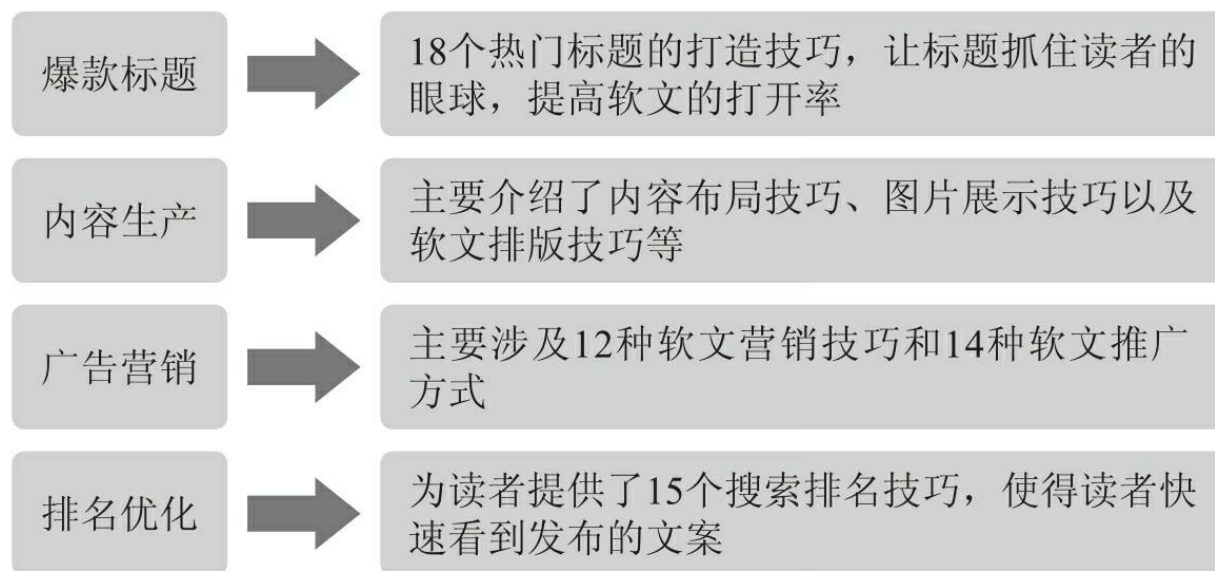 爆款标题
18个热门标题的打造技巧，让标题抓住读者的
眼球，提高软文的打开率
内容生产
主要介绍了内容布局技巧、图片展示技巧以及
软文排版技巧等
广告营销
主要涉及12种软文营销技巧和14种软文推广
方式
排名优化
为读者提供了15个搜索排名技巧，使得读者快
速看到发布的文案